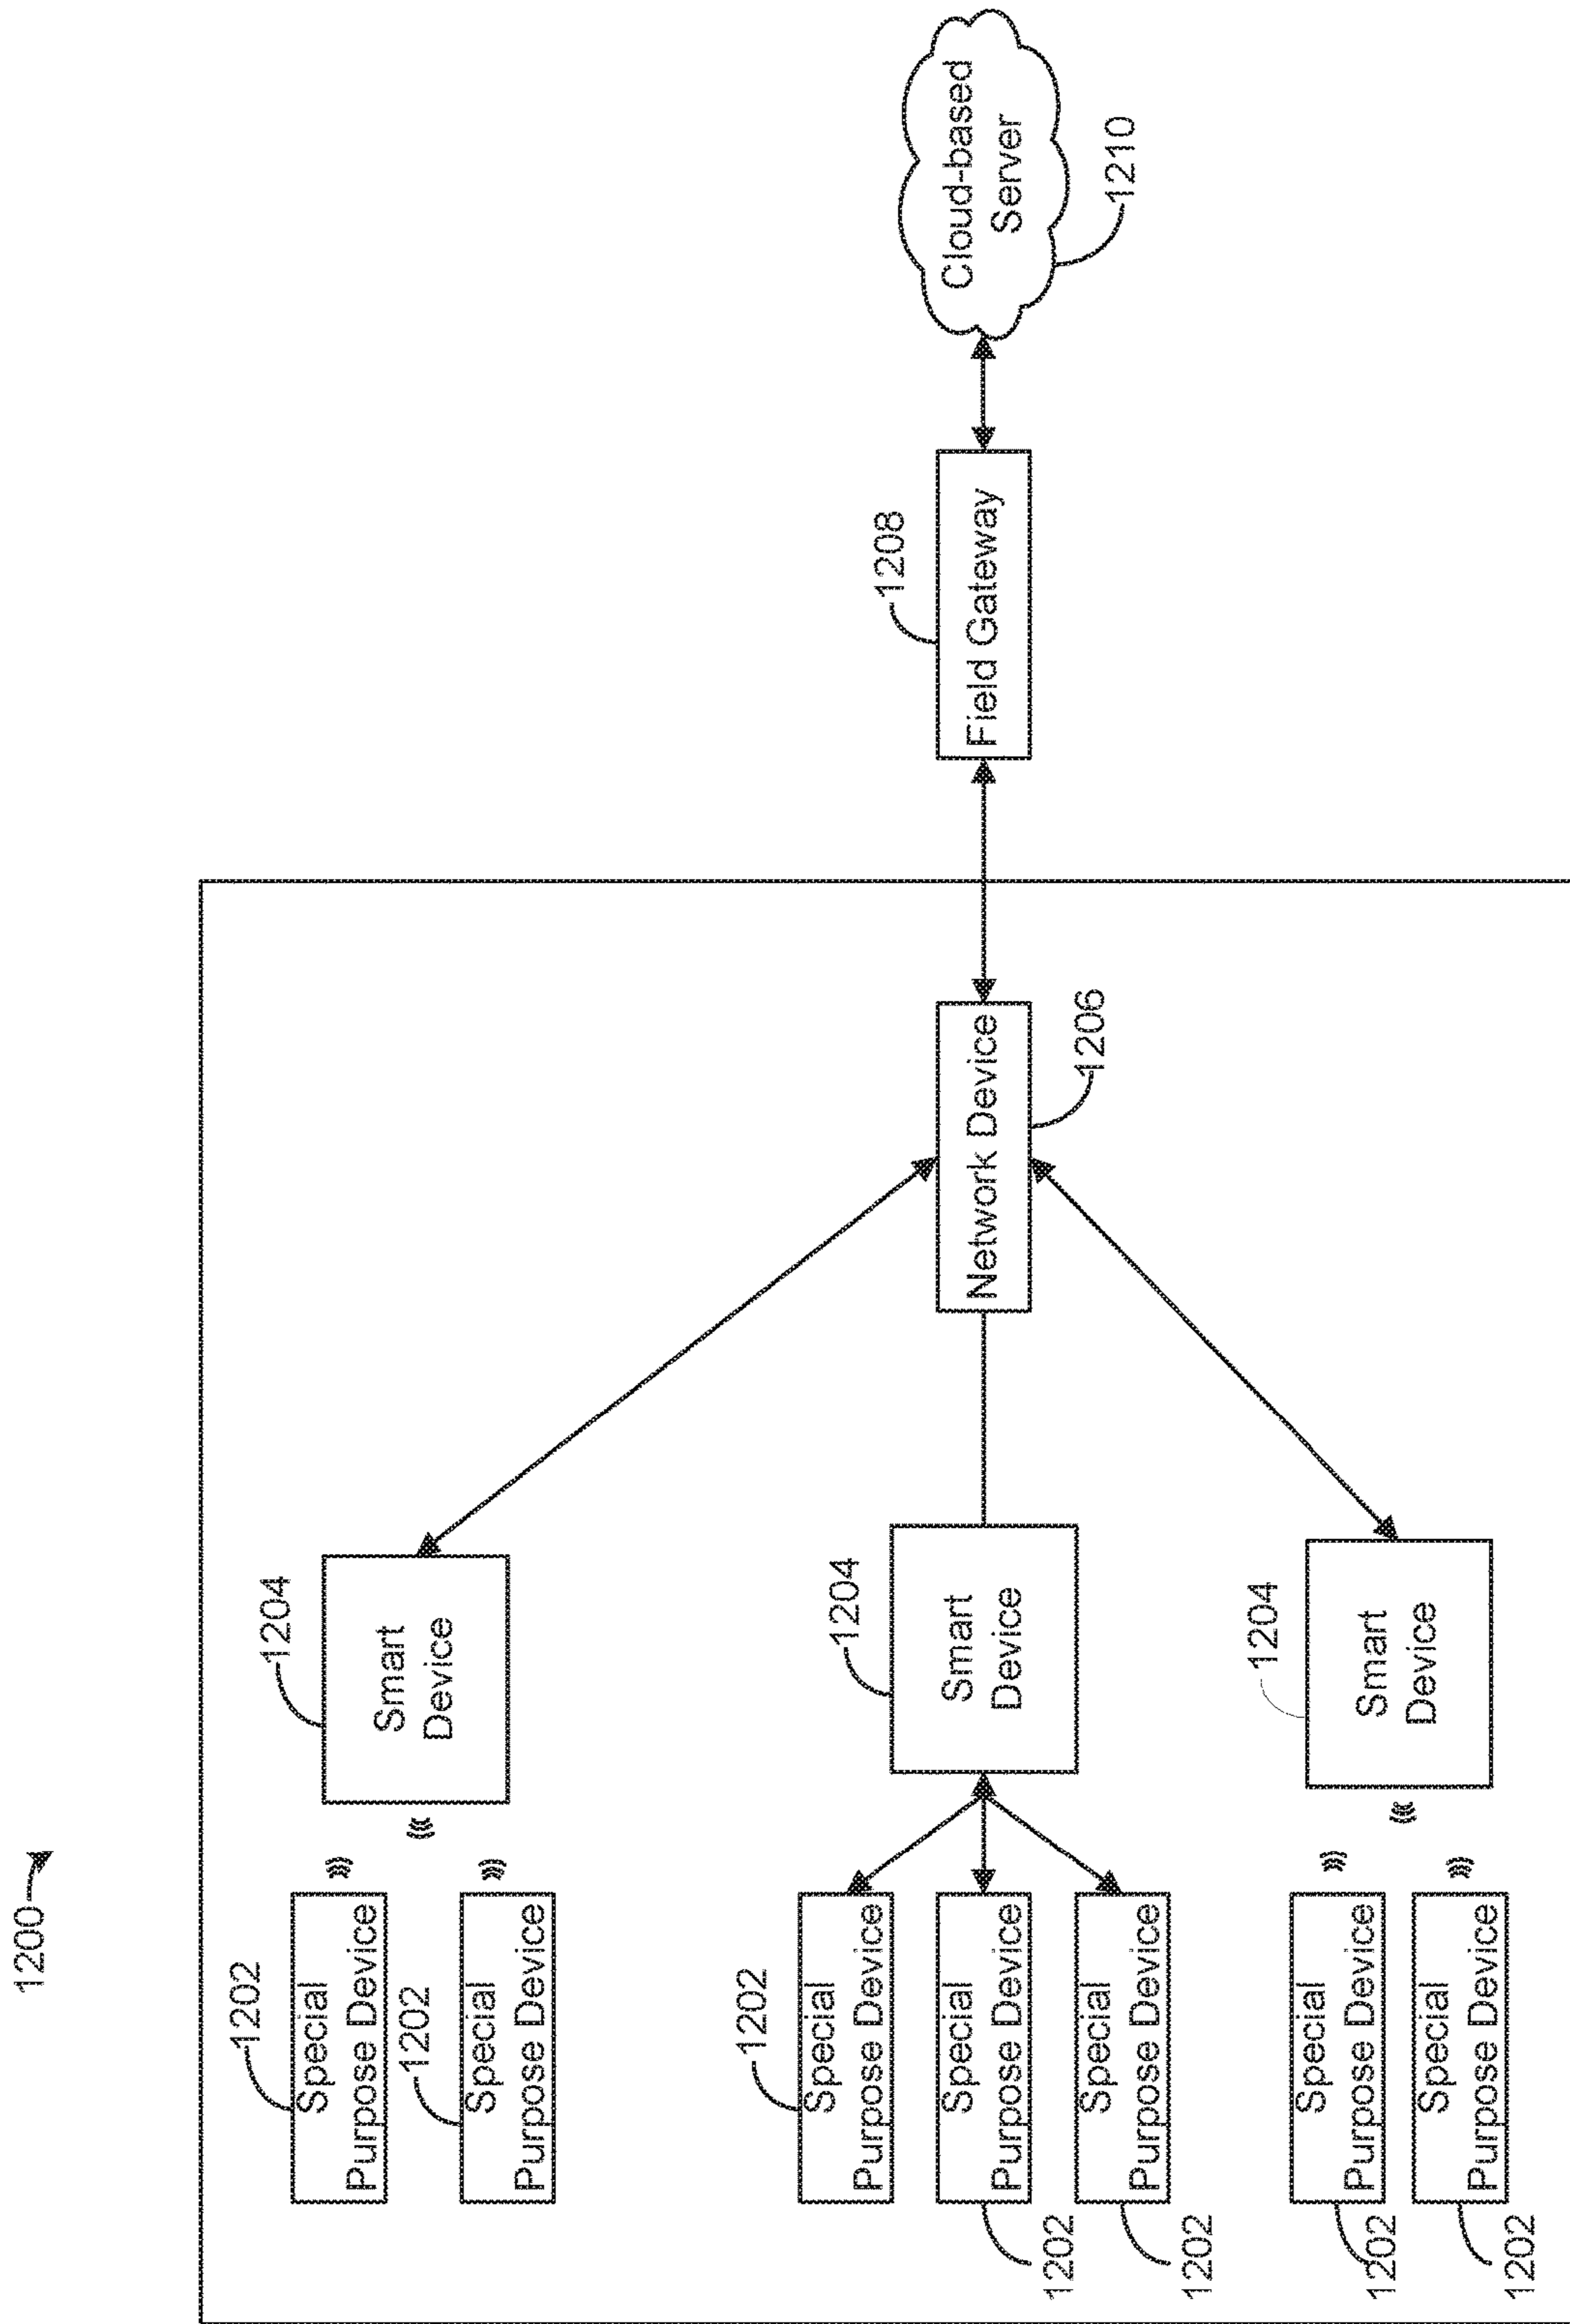 1200
1202
Special
Purpose Device
1202
Special
Purpose Device
1204
Smart
Device
1202
Special
Purpose Device
Special
Purpose Device
1202
Special
Purpose Device
1202
1204
Smart
Device
Special
Purpose Device
1202
Special
Purpose Device
1202
1204
Smart
Device
Network Device
1206
1208
Field Gateway
Cloud-based
Server
1210